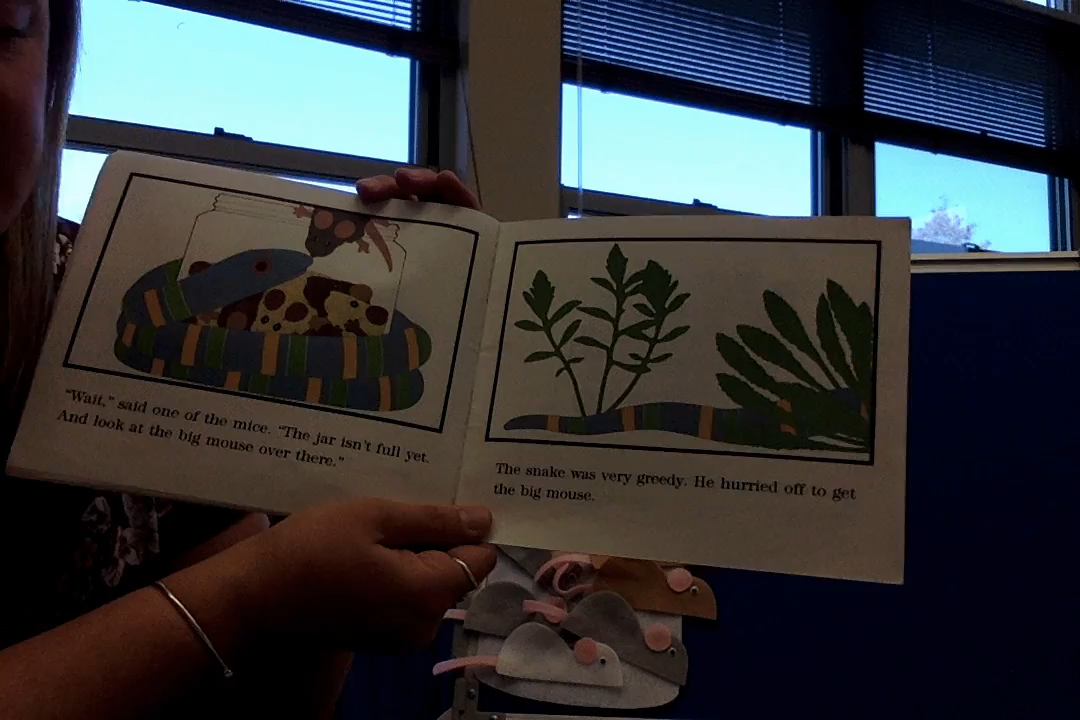 "Wait," said one of the mice. "The jar isn't full yet.
And look at the big mouse over there."
The snake was very greedy. He hurried off to get
the big mouse.